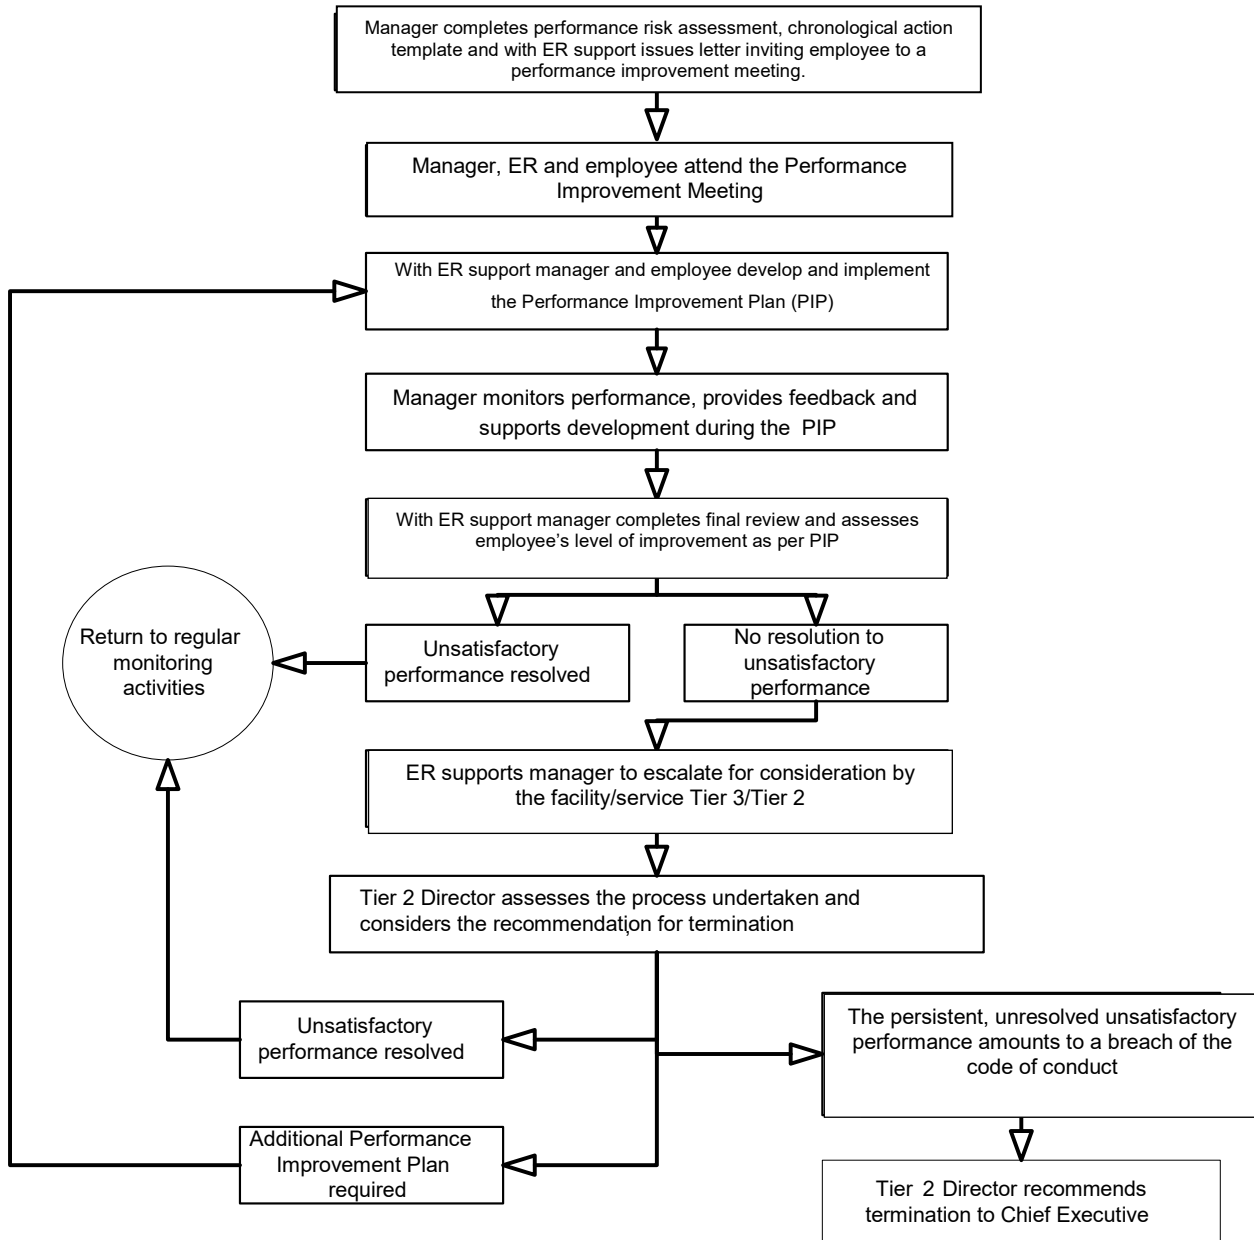 Manager completes performance risk assessment, chronological action
template and with ER support issues letter inviting employee to a
performance improvement meeting.
Manager, ER and employee attend the Performance
Improvement Meeting
With ER support manager and employee develop and implement
the Performance Improvement Plan (PIP)
Manager monitors performance, provides feedback and
supports development during the PIP
With ER support manager completes final review and assesses
employee’s level of improvement as per PIP
Return to regular
monitoring
activities
Unsatisfactory
performance resolved
No resolution to
unsatisfactory
performance
ER supports manager to escalate for consideration by
the facility/service Tier 3/Tier 2
Tier 2 Director assesses the process undertaken and
considers the recommendation for termination
Unsatisfactory
performance resolved
The persistent, unresolved unsatisfactory
performance amounts to a breach of the
code of conduct
Additional Performance
Improvement Plan
required
Tier 2 Director recommends
termination to Chief Executive